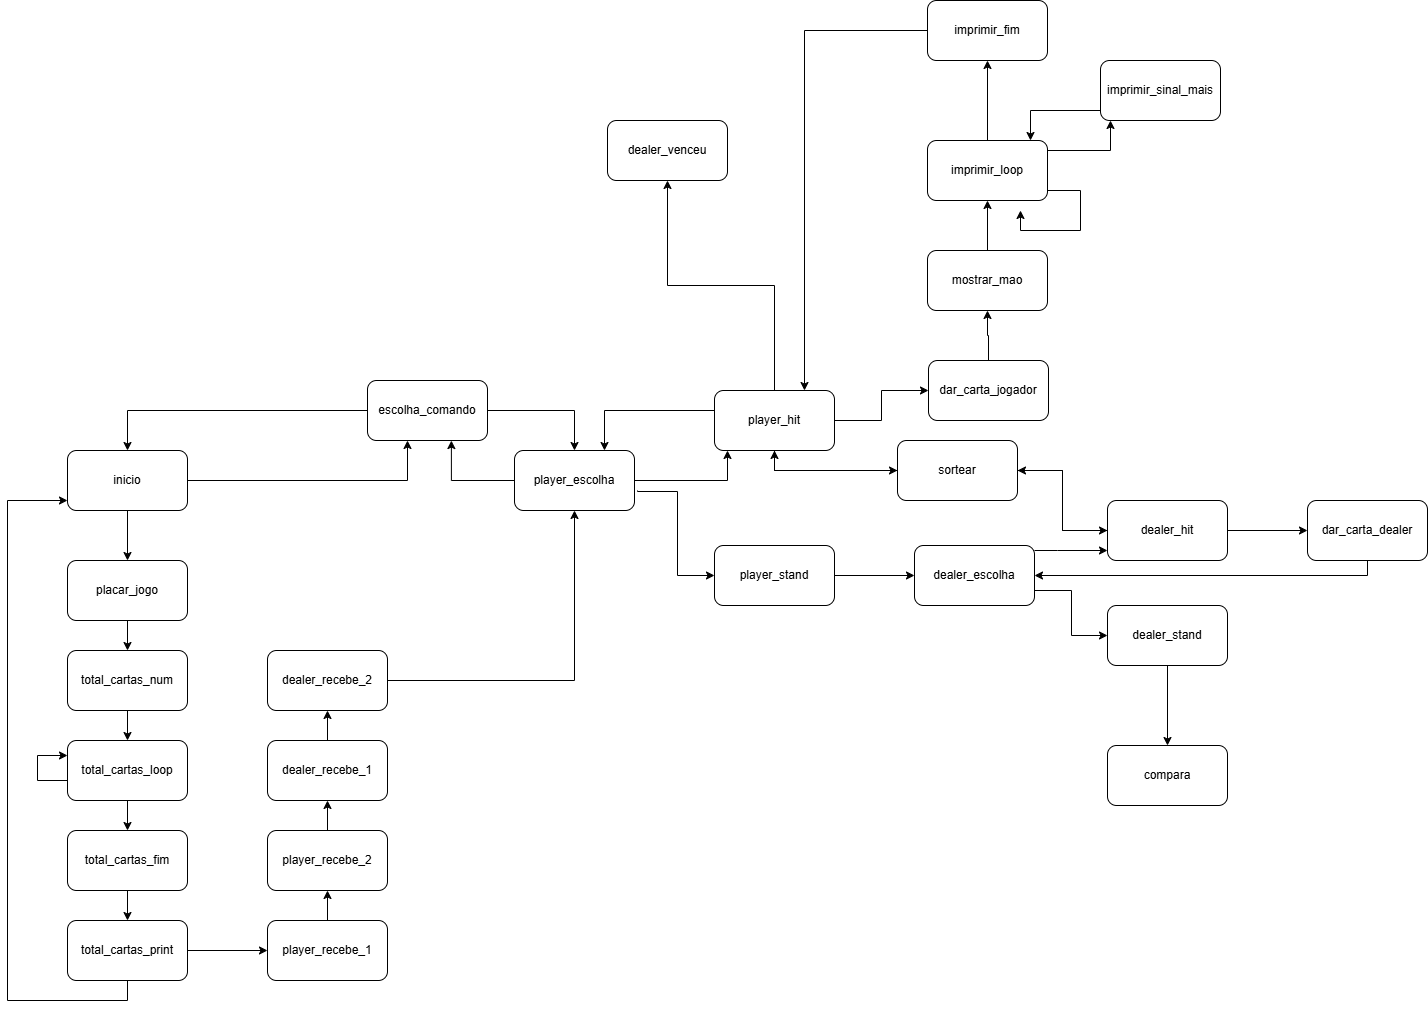 imprimir_fim
imprimir_sinal_mais
dealer_venceu
imprimir_loop
mostrar_mao
dar_carta_jogador
escolha_comando
player_hit
sortear
inicio
player_escolha
dealer_hit
dar_carta_dealer
player_stand
dealer_escolha
placar_jogo
dealer_stand
total_cartas_num
dealer_recebe_2
total_cartas_loop
dealer_recebe_1
compara
total_cartas_fim
player_recebe_2
total_cartas_print
player_recebe_1